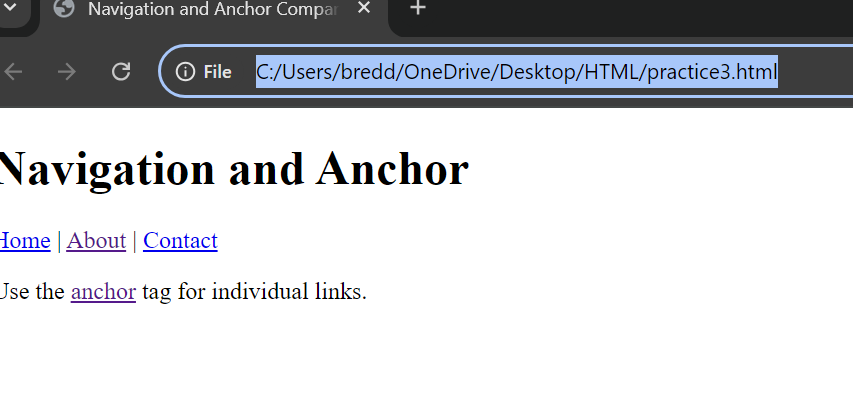 Navigation and Anchor Compar
File C:/Users/bredd/OneDrive/Desktop/HTML/practice3.html
Navigation and Anchor
Home | About | Contact
Use the anchor tag for individual links.